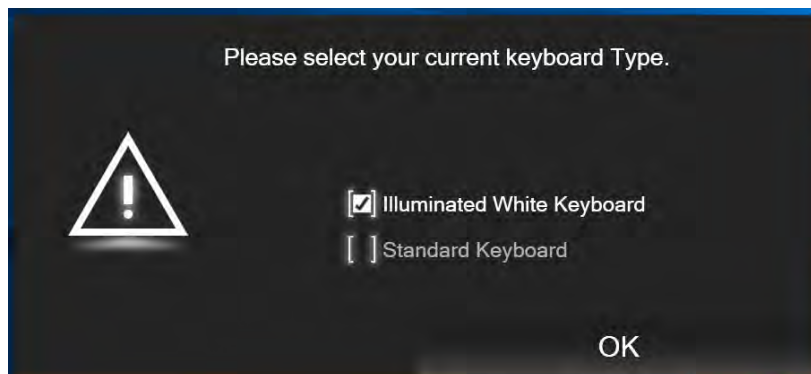 Please select your current keyboard Type.
Illuminated White Keyboard
Standard Keyboard
OK